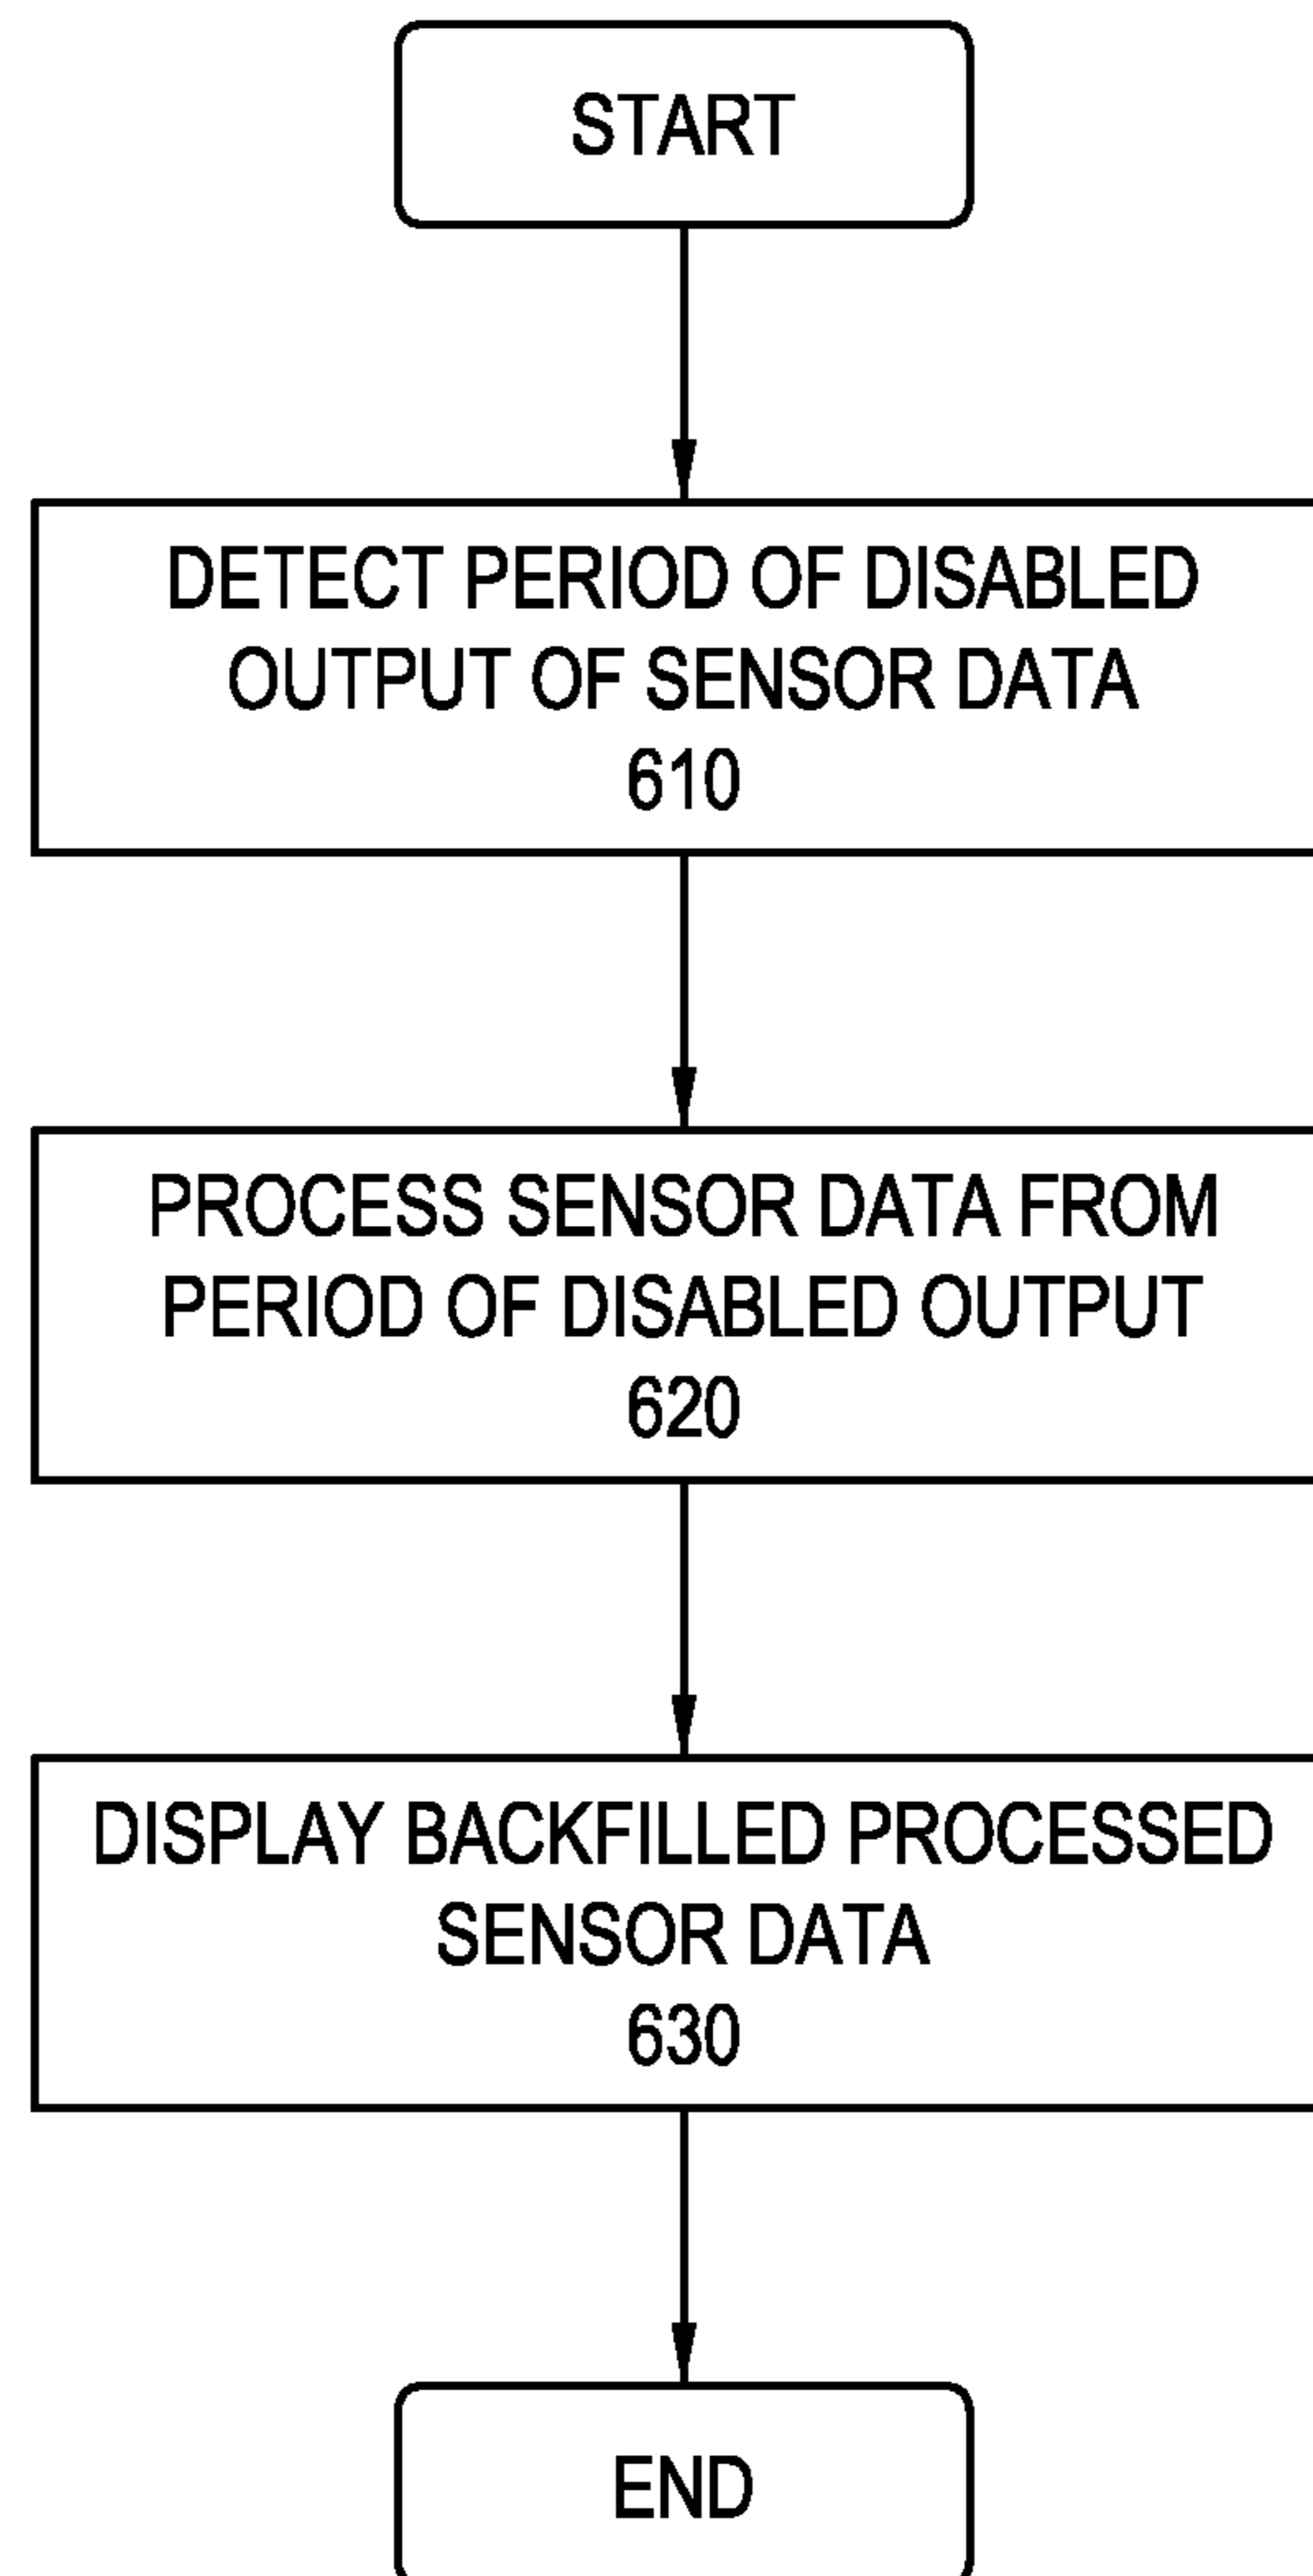 START
DETECT PERIOD OF DISABLED
OUTPUT OF SENSOR DATA
610
PROCESS SENSOR DATA FROM
PERIOD OF DISABLED OUTPUT
620
DISPLAY BACKFILLED PROCESSED
SENSOR DATA
630
END